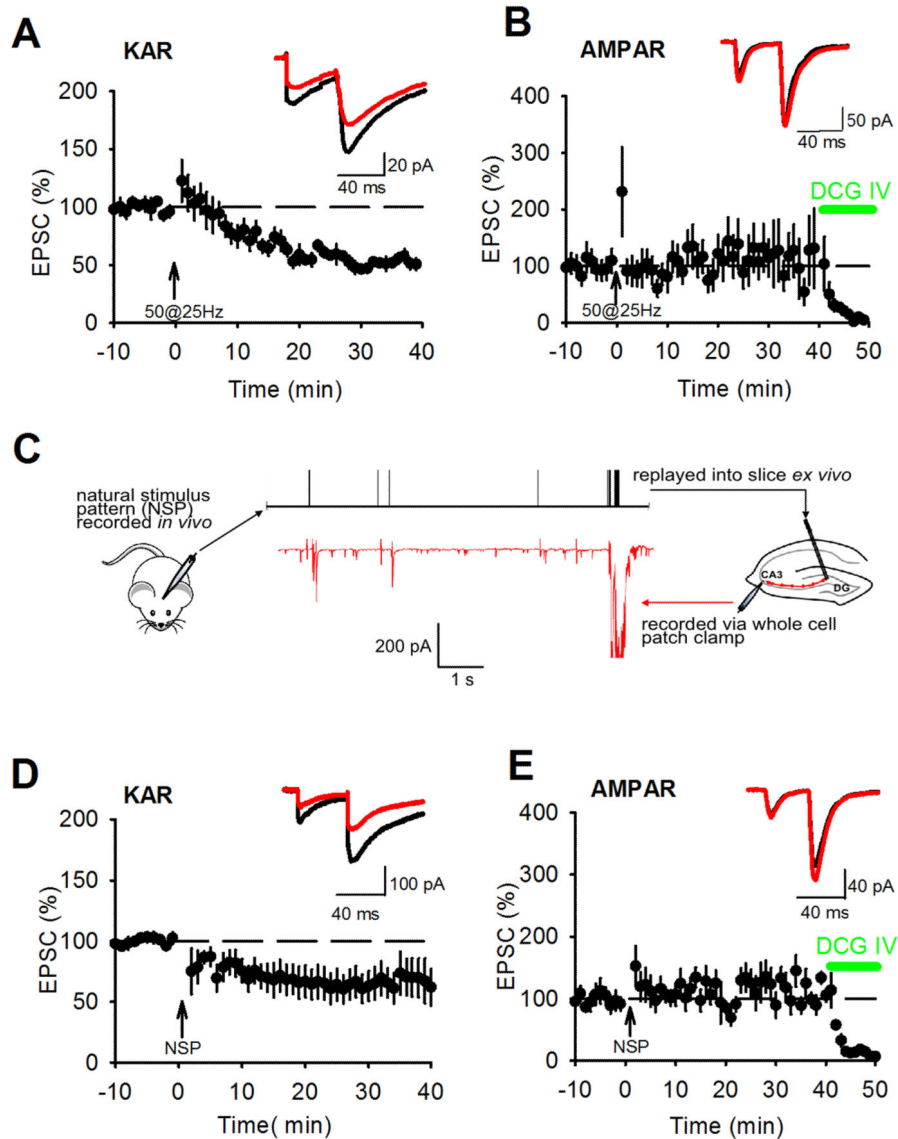 A
KAR
200
150
100
50
0
EPSC (%)
20 pA
40 ms
50@25Hz
-10 0 10 20 30 40
Time (min)
B
AMPAR
400
300
200
100
0
EPSC (%)
50 pA
40 ms
DCG IV
50@25Hz
-10 0 10 20 30 40 50
Time (min)
C
natural stimulus
pattern (NSP)
recorded in vivo
replayed into slice ex vivo
CA3
DG
recorded via whole cell
patch clamp
200 pA
1 s
D
KAR
200
150
100
50
0
EPSC (%)
100 pA
40 ms
NSP
-10 0 10 20 30 40
Time( min)
E
AMPAR
400
300
200
100
0
EPSC (%)
40 pA
40 ms
DCG IV
NSP
-10 0 10 20 30 40 50
Time (min)